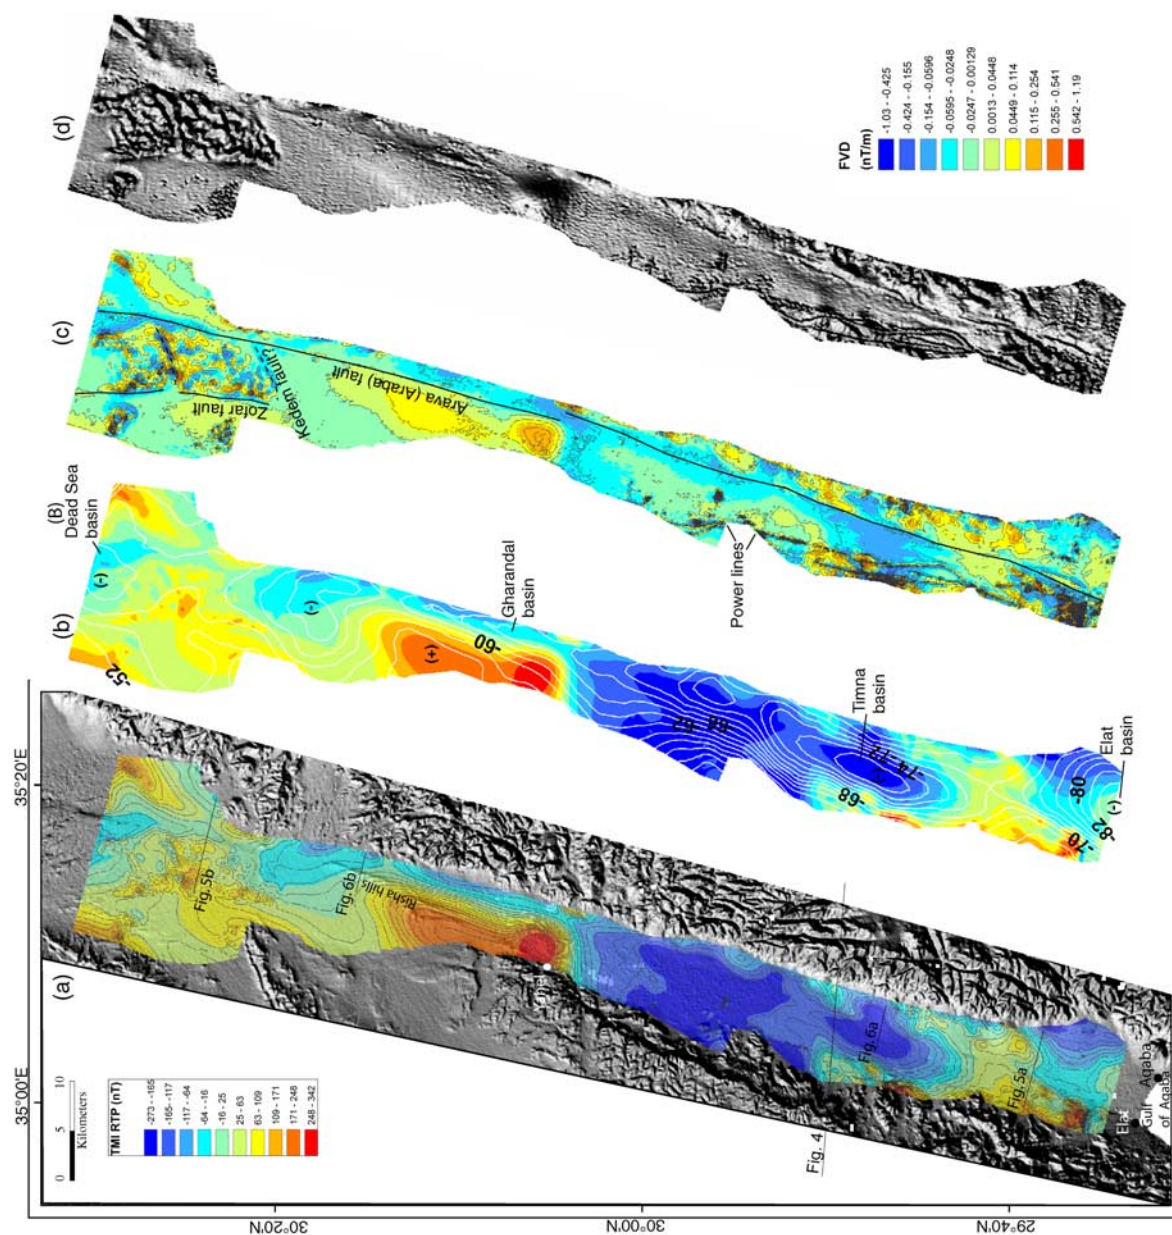 (a)
(b)
(c)
(d)
35°00'E
35°20'E
30°20'N
30°00'N
29°40'N
0 5 10
Kilometers
TMI RTP (nT)
-273 - -165
-165 - -117
-117 - -64
-64 - -16
-16 - 25
25 - 63
63 - 109
109 - 171
171 - 248
248 - 342
Fig. 5b
Fig. 6b
Risha hills
Fig. 4
Fig. 6a
Fig. 5a
Elat
Aqaba
Gulf
of Aqaba
(B)
Dead Sea
basin
(-)
-52
(-)
(+)
-60
Gharandal
basin
-62
-66
Timna
basin
-74
-72
-68
Elat
basin
-80
(-)
-82
-70
Zofar fault
Kedem fault?
Arava (Araba) fault
Power lines
FVD
(nT/m)
-1.03 - -0.425
-0.424 - -0.155
-0.154 - -0.0596
-0.0595 - -0.0248
-0.0247 - 0.00129
0.0013 - 0.0448
0.0449 - 0.114
0.115 - 0.254
0.255 - 0.541
0.542 - 1.19